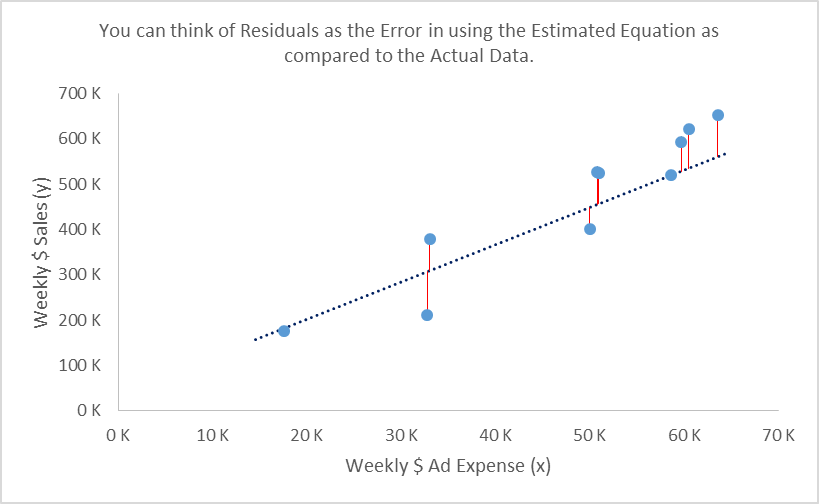 You can think of Residuals as the Error in using the Estimated Equation as
compared to the Actual Data.
Weekly $ Sales (y)
700 K
600 K
500 K
400 K
300 K
200 K
100 K
0 K
0 K 10 K 20 K 30 K 40 K 50 K 60 K 70 K
Weekly $ Ad Expense (x)